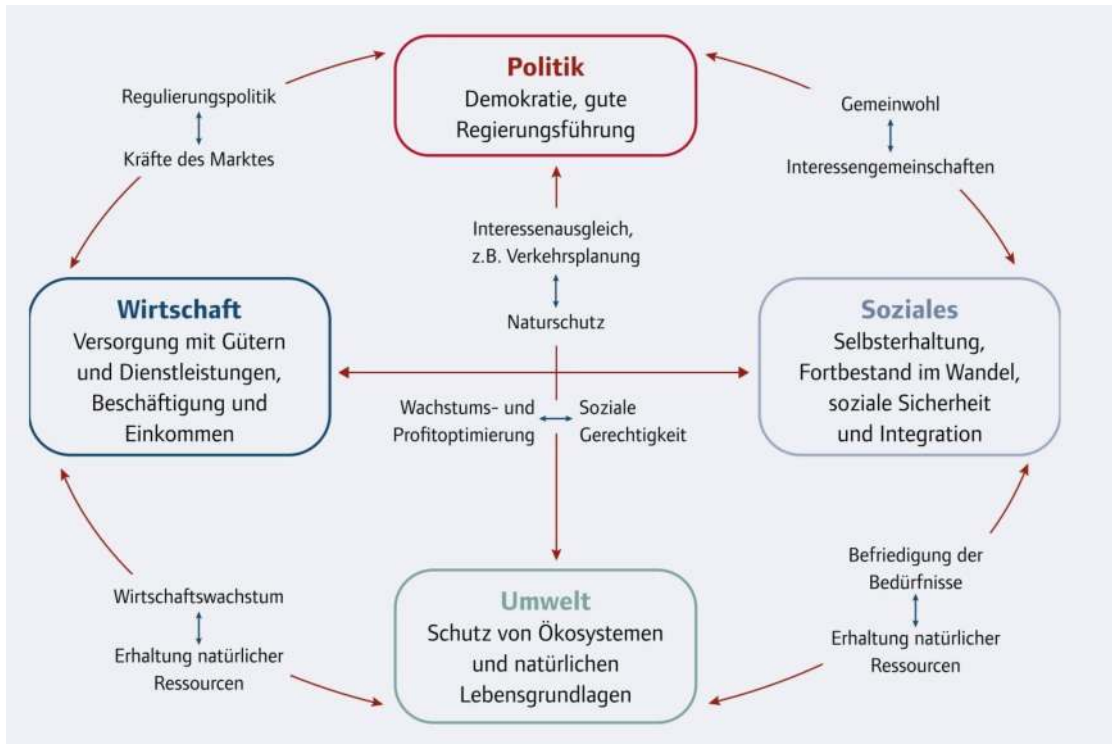 Politik
Demokratie, gute
Regierungsführung
Regulierungspolitik
Kräfte des Marktes
Gemeinwohl
Interessengemeinschaften
Interessenausgleich,
z.B. Verkehrsplanung
Naturschutz
Wirtschaft
Versorgung mit Gütern
und Dienstleistungen,
Beschäftigung und
Einkommen
Soziales
Selbsterhaltung,
Fortbestand im Wandel,
soziale Sicherheit
und Integration
Wachstums- und
Profitoptimierung
Soziale
Gerechtigkeit
Wirtschaftswachstum
Erhaltung natürlicher
Ressourcen
Befriedigung der
Bedürfnisse
Erhaltung natürlicher
Ressourcen
Umwelt
Schutz von Ökosystemen
und natürlichen
Lebensgrundlagen